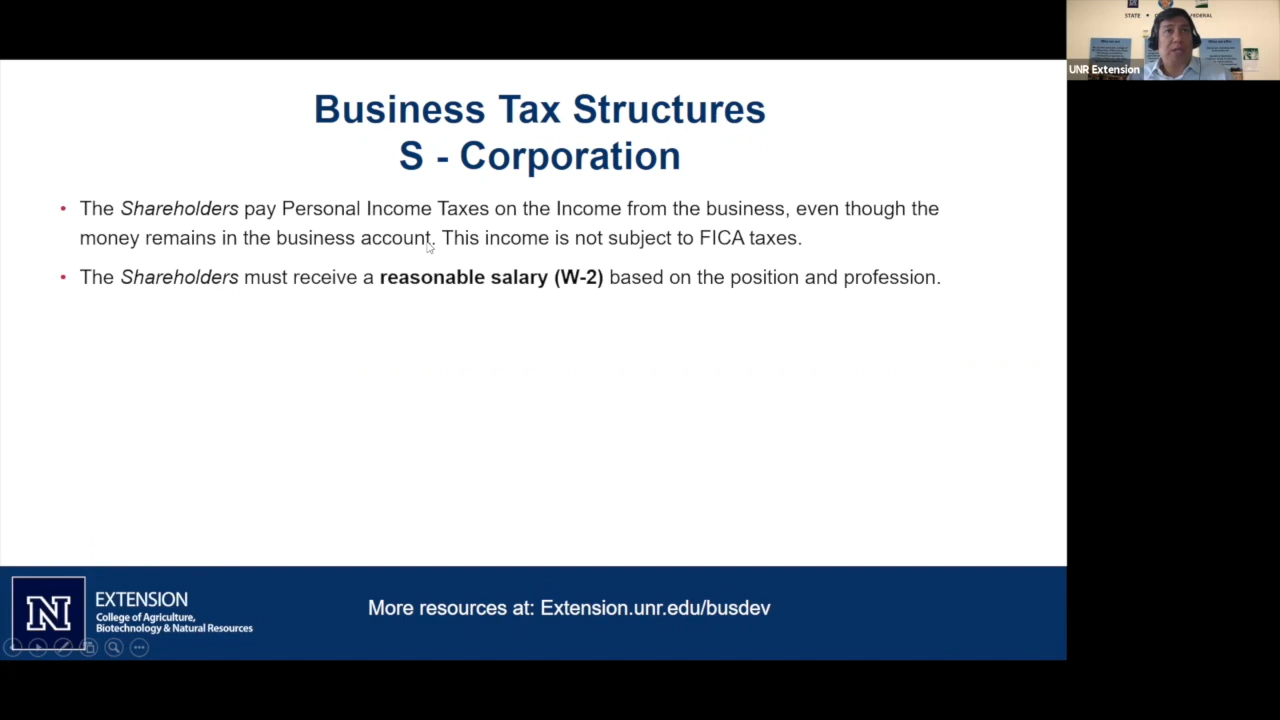 STATE
FEDERAL
UNR Extension
Business Tax Structures
S - Corporation
• The Shareholders pay Personal Income Taxes on the Income from the business, even though the
money remains in the business account. This income is not subject to FICA taxes.
• The Shareholders must receive a reasonable salary (W-2) based on the position and profession.
N
EXTENSION
College of Agriculture,
Biotechnology & Natural Resources
More resources at: Extension.unr.edu/busdev